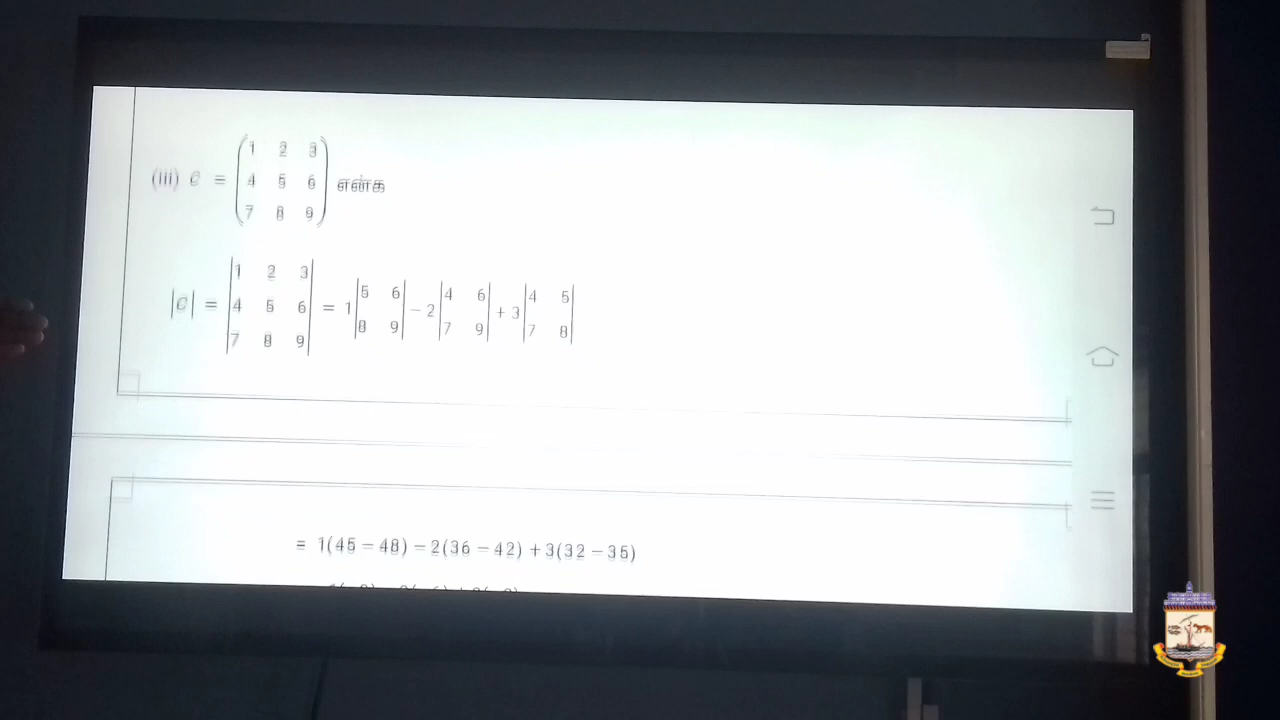 (iii) C = (1 2 3
4 5 6
7 8 9) என்க
|C| = |1 2 3
4 5 6
7 8 9| = 1 |5 6
8 9| − 2 |4 6
7 9| + 3 |4 5
7 8|
= 1(45 − 48) − 2(36 − 42) + 3(32 − 35)